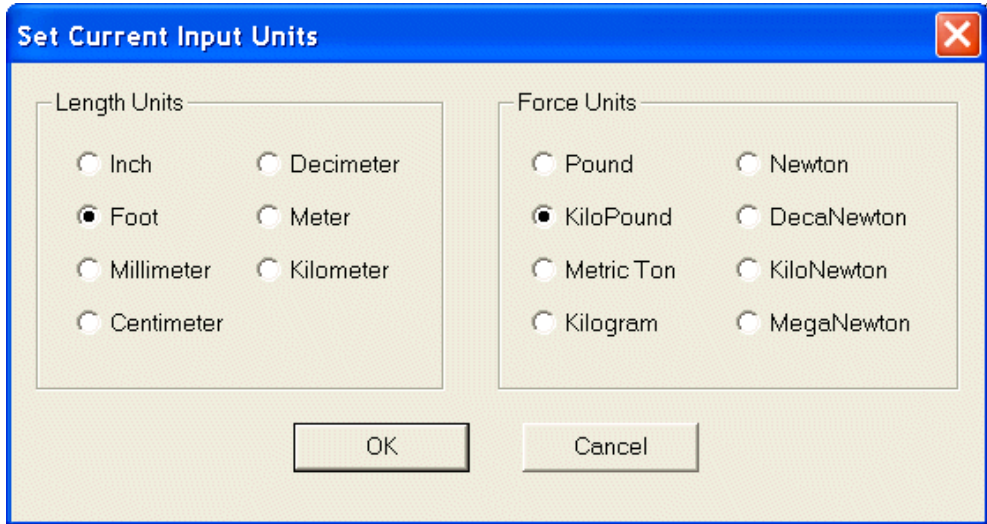 Set Current Input Units
Length Units
Inch
Decimeter
Foot
Meter
Millimeter
Kilometer
Centimeter
Force Units
Pound
Newton
KiloPound
DecaNewton
Metric Ton
KiloNewton
Kilogram
MegaNewton
OK
Cancel